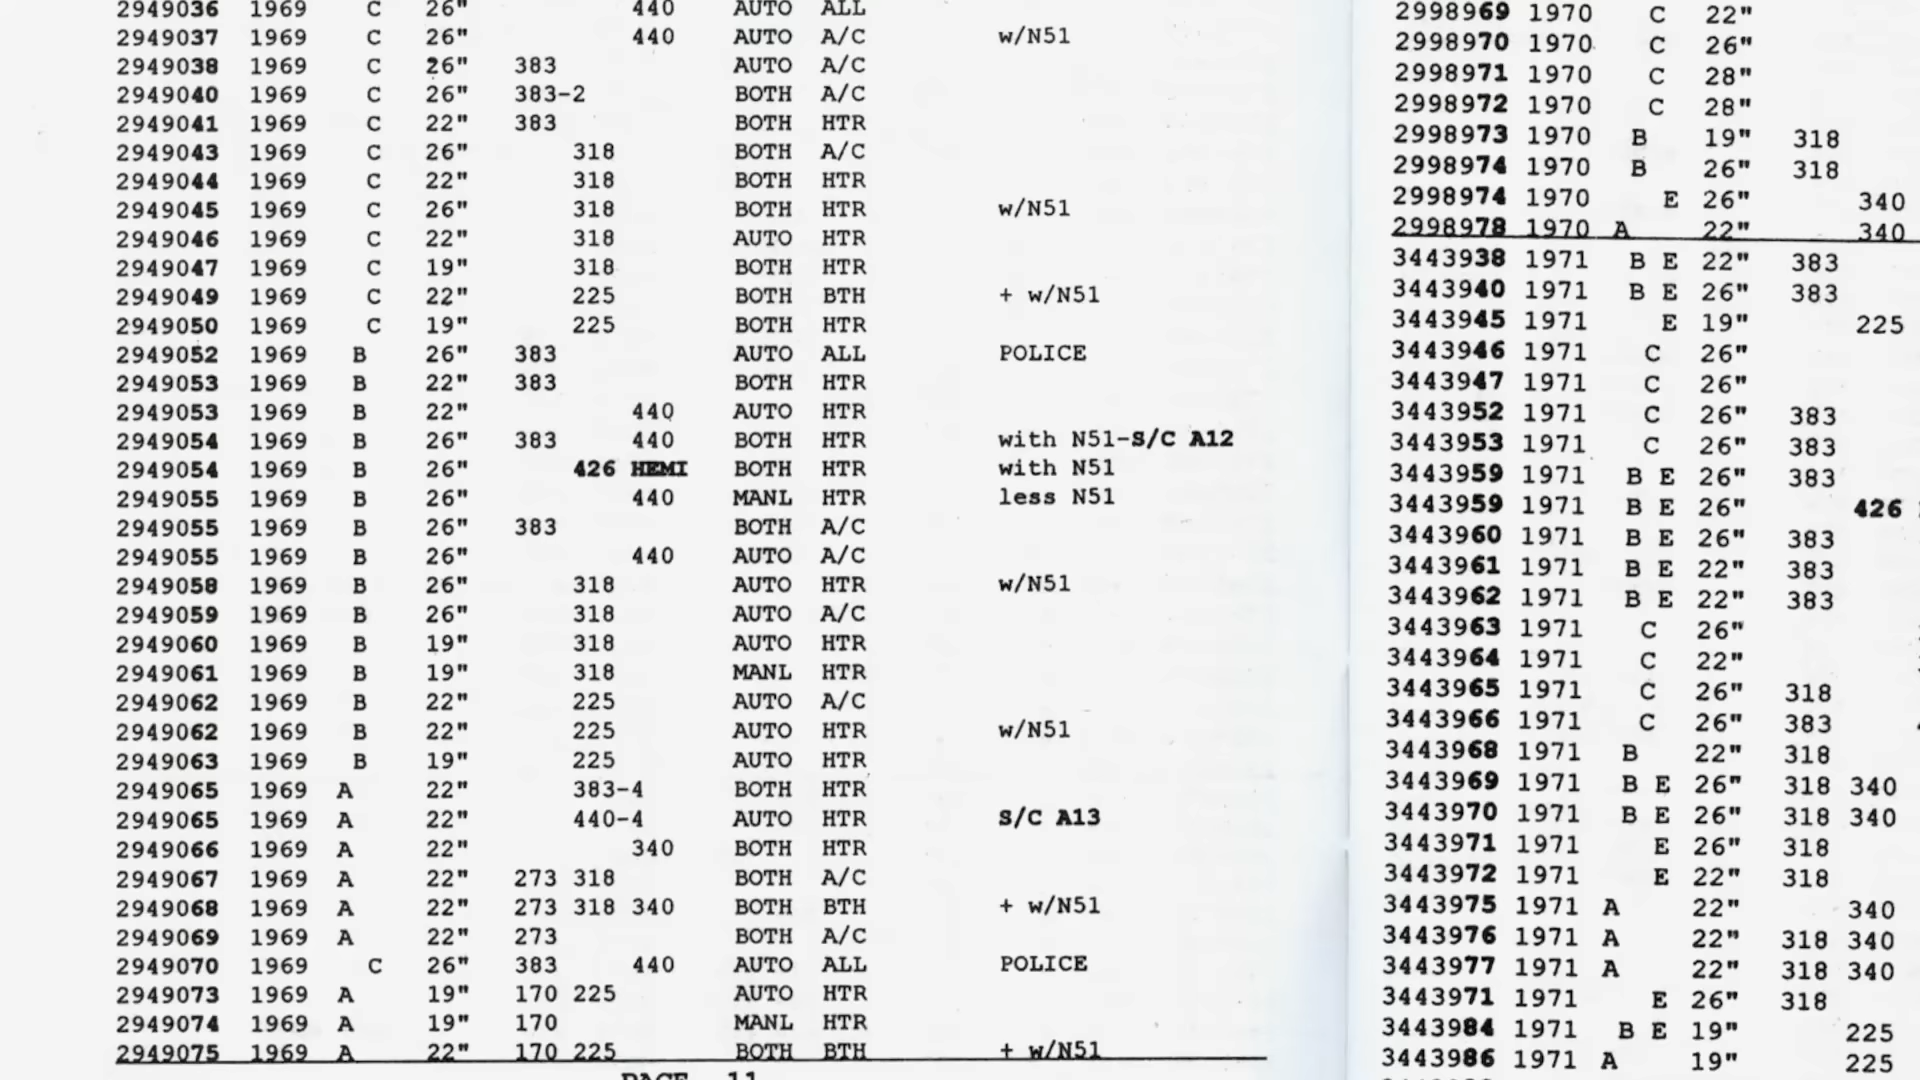 2949036 1969 C 26" 440 AUTO ALL
2949037 1969 C 26" 440 AUTO A/C w/N51
2949038 1969 C 26" 383 AUTO A/C
2949040 1969 C 26" 383-2 BOTH A/C
2949041 1969 C 22" 383 BOTH HTR
2949043 1969 C 26" 318 BOTH A/C
2949044 1969 C 22" 318 BOTH HTR
2949045 1969 C 26" 318 BOTH HTR w/N51
2949046 1969 C 22" 318 AUTO HTR
2949047 1969 C 19" 318 BOTH HTR
2949049 1969 C 22" 225 BOTH BTH + w/N51
2949050 1969 C 19" 225 BOTH HTR
2949052 1969 B 26" 383 AUTO ALL POLICE
2949053 1969 B 22" 383 BOTH HTR
2949053 1969 B 22" 440 AUTO HTR
2949054 1969 B 26" 383 440 BOTH HTR with N51-S/C A12
2949054 1969 B 26" 426 HEMI BOTH HTR with N51
2949055 1969 B 26" 440 MANL HTR less N51
2949055 1969 B 26" 383 BOTH A/C
2949055 1969 B 26" 440 AUTO A/C
2949058 1969 B 26" 318 AUTO HTR w/N51
2949059 1969 B 26" 318 AUTO A/C
2949060 1969 B 19" 318 AUTO HTR
2949061 1969 B 19" 318 MANL HTR
2949062 1969 B 22" 225 AUTO A/C
2949062 1969 B 22" 225 AUTO HTR w/N51
2949063 1969 B 19" 225 AUTO HTR
2949065 1969 A 22" 383-4 BOTH HTR
2949065 1969 A 22" 440-4 AUTO HTR S/C A13
2949066 1969 A 22" 340 BOTH HTR
2949067 1969 A 22" 273 318 BOTH A/C
2949068 1969 A 22" 273 318 340 BOTH BTH + w/N51
2949069 1969 A 22" 273 BOTH A/C
2949070 1969 C 26" 383 440 AUTO ALL POLICE
2949073 1969 A 19" 170 225 AUTO HTR
2949074 1969 A 19" 170 MANL HTR
2949075 1969 A 22" 170 225 BOTH BTH + w/N51
PAGE 11
2998969 1970 C 22"
2998970 1970 C 26"
2998971 1970 C 28"
2998972 1970 C 28"
2998973 1970 B 19" 318
2998974 1970 B 26" 318
2998974 1970 E 26" 340
2998978 1970 A 22" 340
3443938 1971 B E 22" 383
3443940 1971 B E 26" 383
3443945 1971 E 19" 225
3443946 1971 C 26"
3443947 1971 C 26"
3443952 1971 C 26" 383
3443953 1971 C 26" 383
3443959 1971 B E 26" 383
3443959 1971 B E 26" 426
3443960 1971 B E 26" 383
3443961 1971 B E 22" 383
3443962 1971 B E 22" 383
3443963 1971 C 26"
3443964 1971 C 22"
3443965 1971 C 26" 318
3443966 1971 C 26" 383
3443968 1971 B 22" 318
3443969 1971 B E 26" 318 340
3443970 1971 B E 26" 318 340
3443971 1971 E 26" 318
3443972 1971 E 22" 318
3443975 1971 A 22" 340
3443976 1971 A 22" 318 340
3443977 1971 A 22" 318 340
3443971 1971 E 26" 318
3443984 1971 B E 19" 225
3443986 1971 A 19" 225